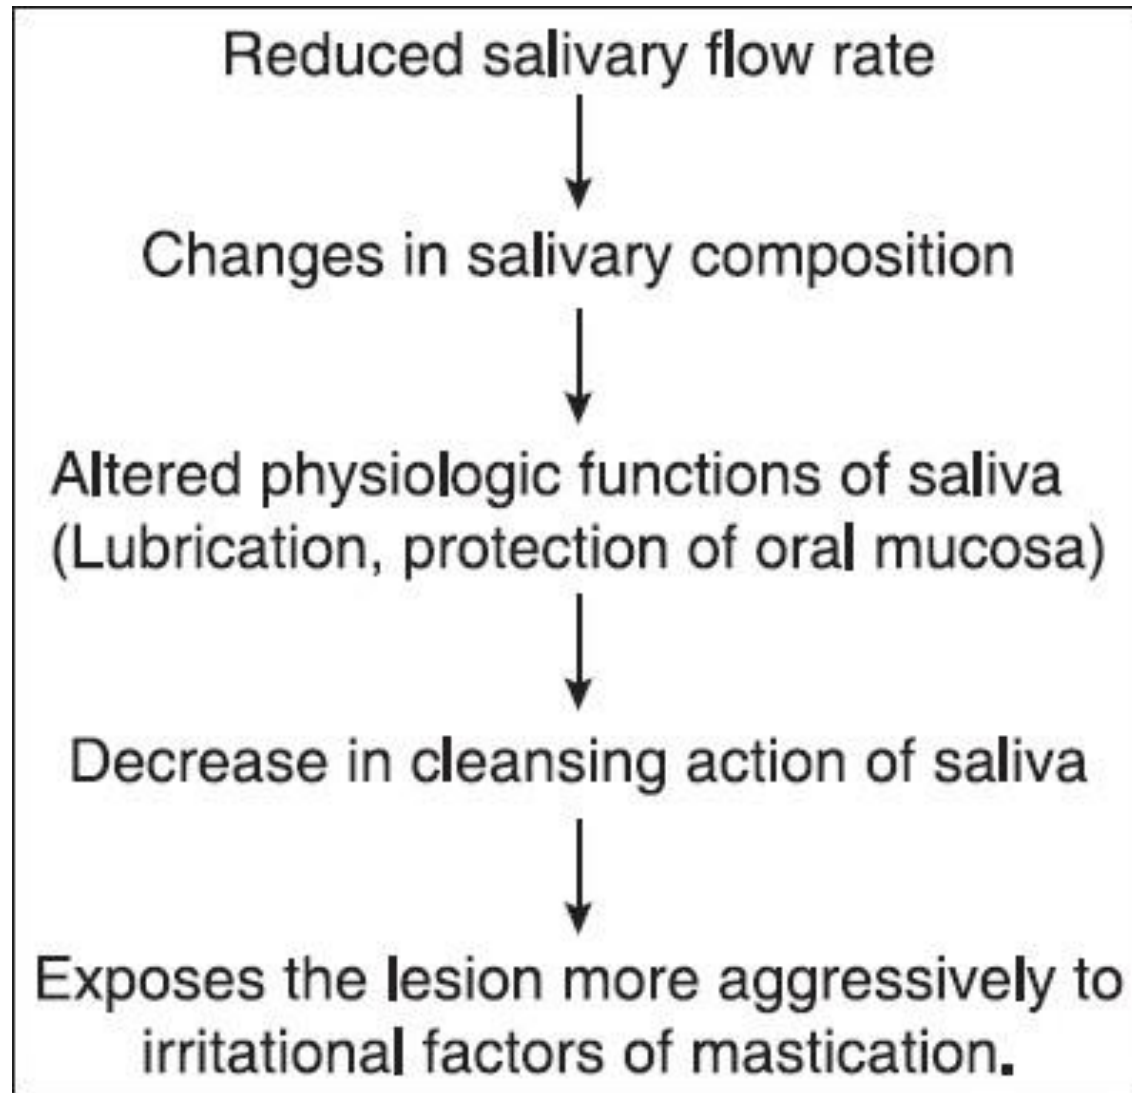 Reduced salivary flow rate
Changes in salivary composition
Altered physiologic functions of saliva
(Lubrication, protection of oral mucosa)
Decrease in cleansing action of saliva
Exposes the lesion more aggressively to
irritational factors of mastication.